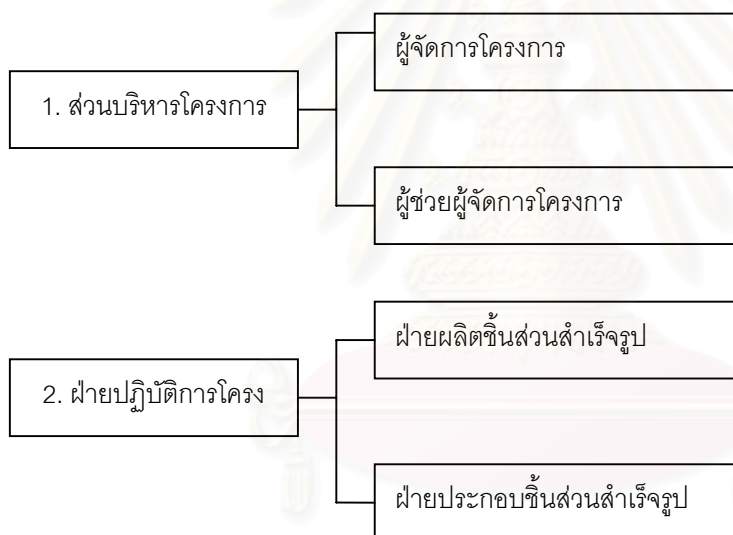 ผู้จัดการโครงการ
1. ส่วนบริหารโครงการ
ผู้ช่วยผู้จัดการโครงการ
ฝ่ายผลิตชิ้นส่วนสำเร็จรูป
2. ฝ่ายปฏิบัติการโครง
ฝ่ายประกอบชิ้นส่วนสำเร็จรูป